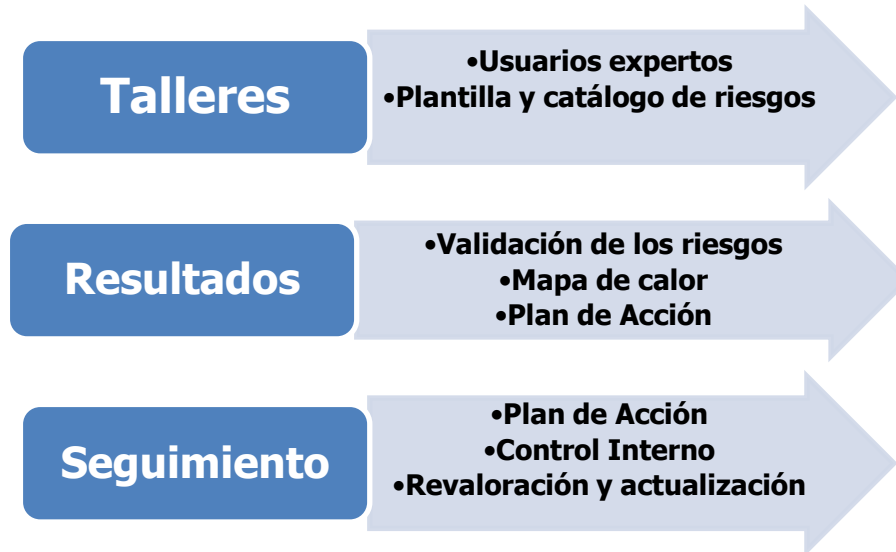 Talleres
•Usuarios expertos
•Plantilla y catálogo de riesgos
Resultados
•Validación de los riesgos
•Mapa de calor
•Plan de Acción
Seguimiento
•Plan de Acción
•Control Interno
•Revaloración y actualización